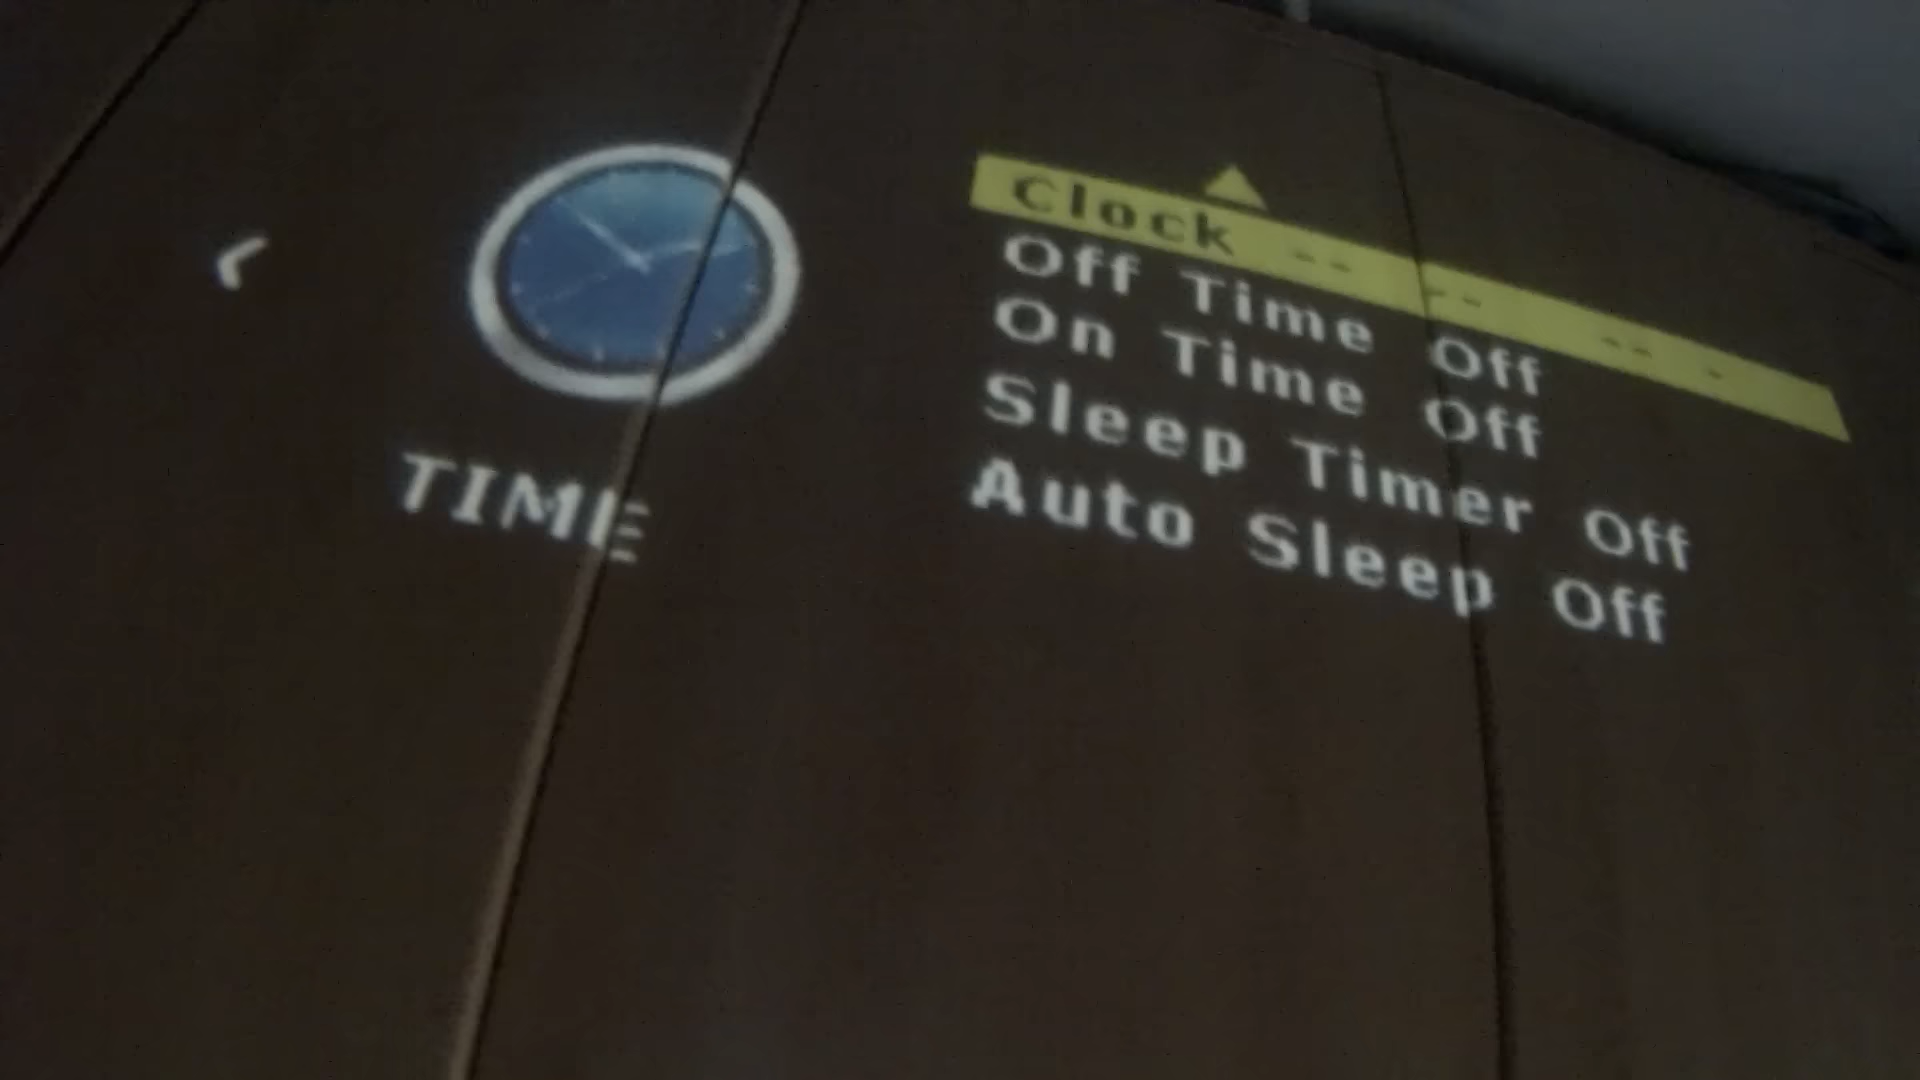 TIME
Clock -- -- -- -
Off Time Off
On Time Off
Sleep Timer Off
Auto Sleep Off